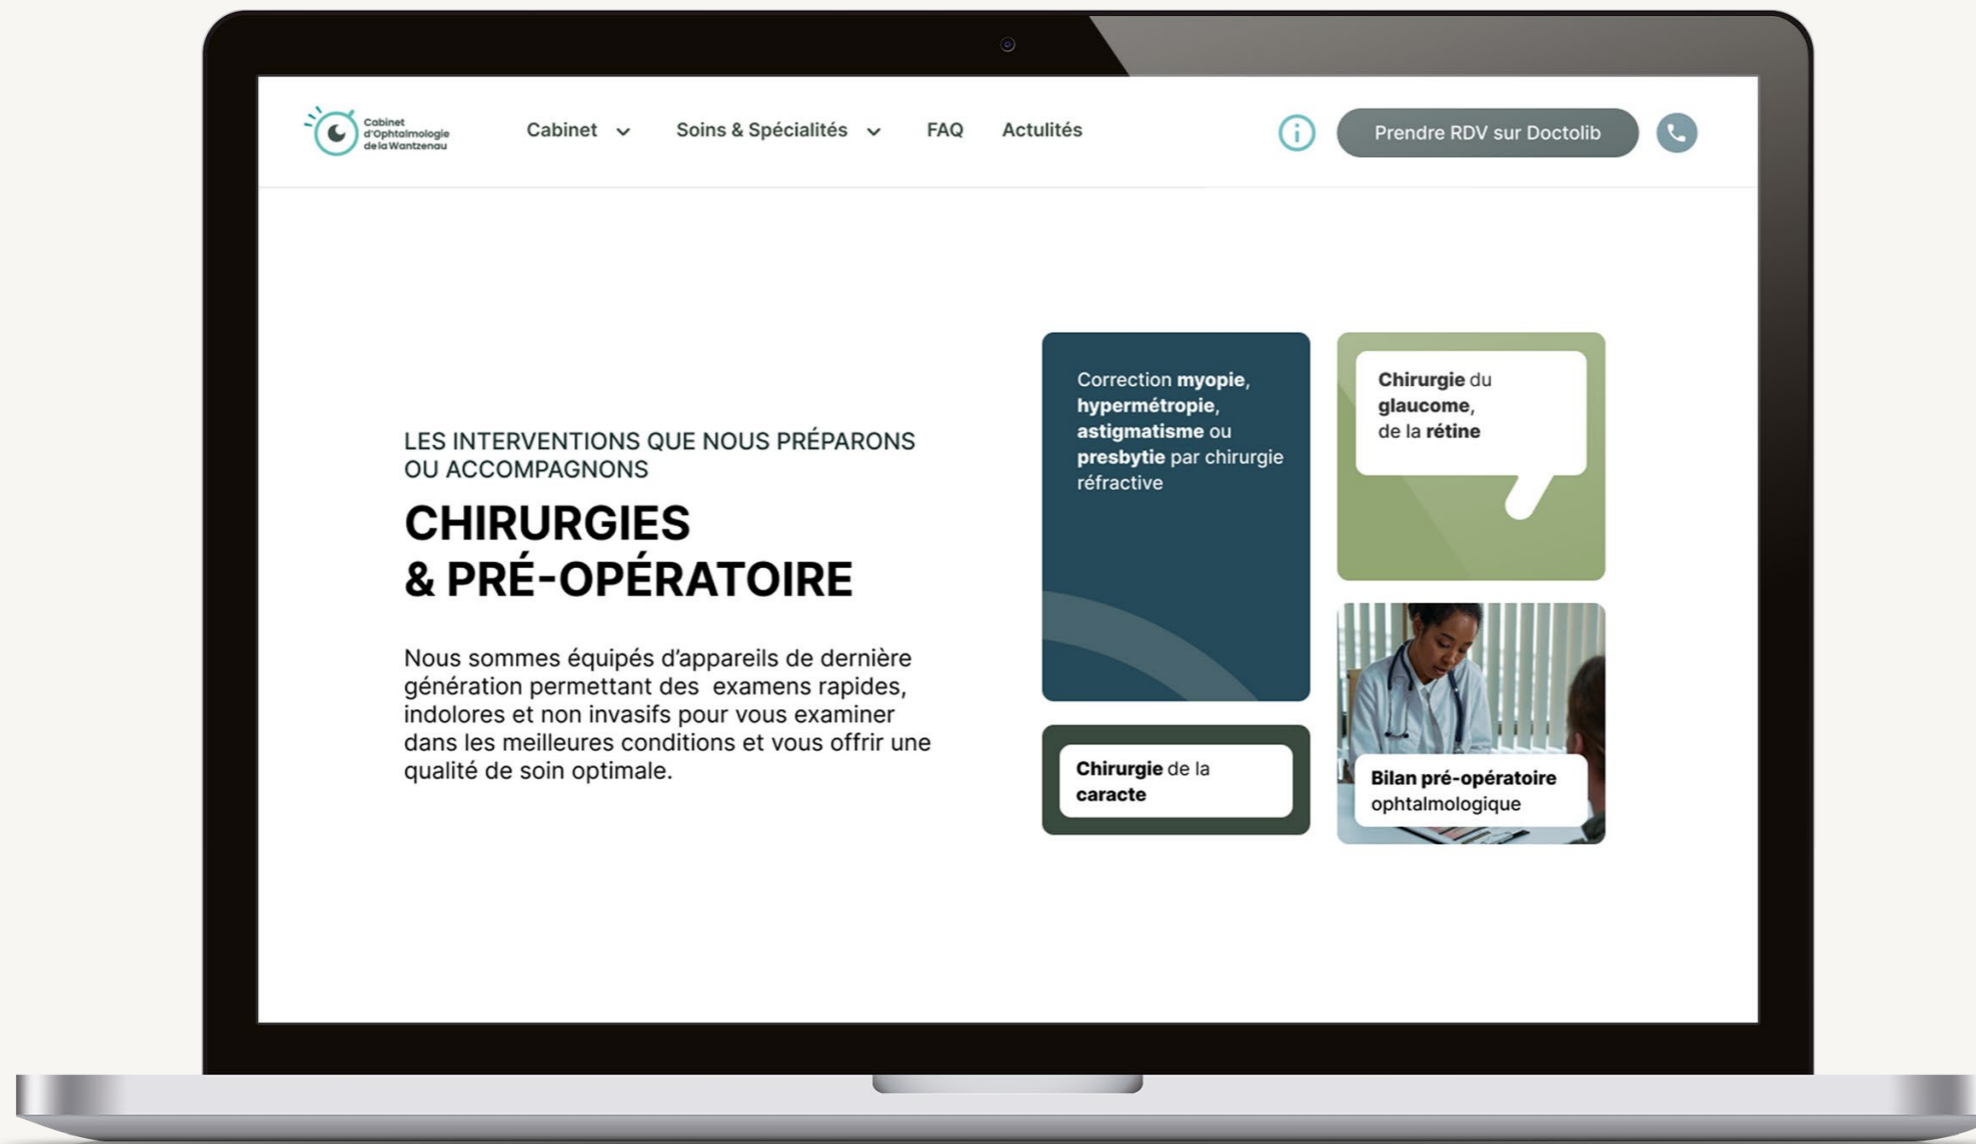 Cabinet
d'Ophtalmologie
de la Wantzenau
Cabinet
Soins & Spécialités
FAQ
Actulités
Prendre RDV sur Doctolib
LES INTERVENTIONS QUE NOUS PRÉPARONS
OU ACCOMPAGNONS
CHIRURGIES
& PRÉ-OPÉRATOIRE
Nous sommes équipés d’appareils de dernière
génération permettant des  examens rapides,
indolores et non invasifs pour vous examiner
dans les meilleures conditions et vous offrir une
qualité de soin optimale.
Correction myopie,
hypermétropie,
astigmatisme ou
presbytie par chirurgie
réfractive
Chirurgie du
glaucome,
de la rétine
Chirurgie de la
caracte
Bilan pré-opératoire
ophtalmologique